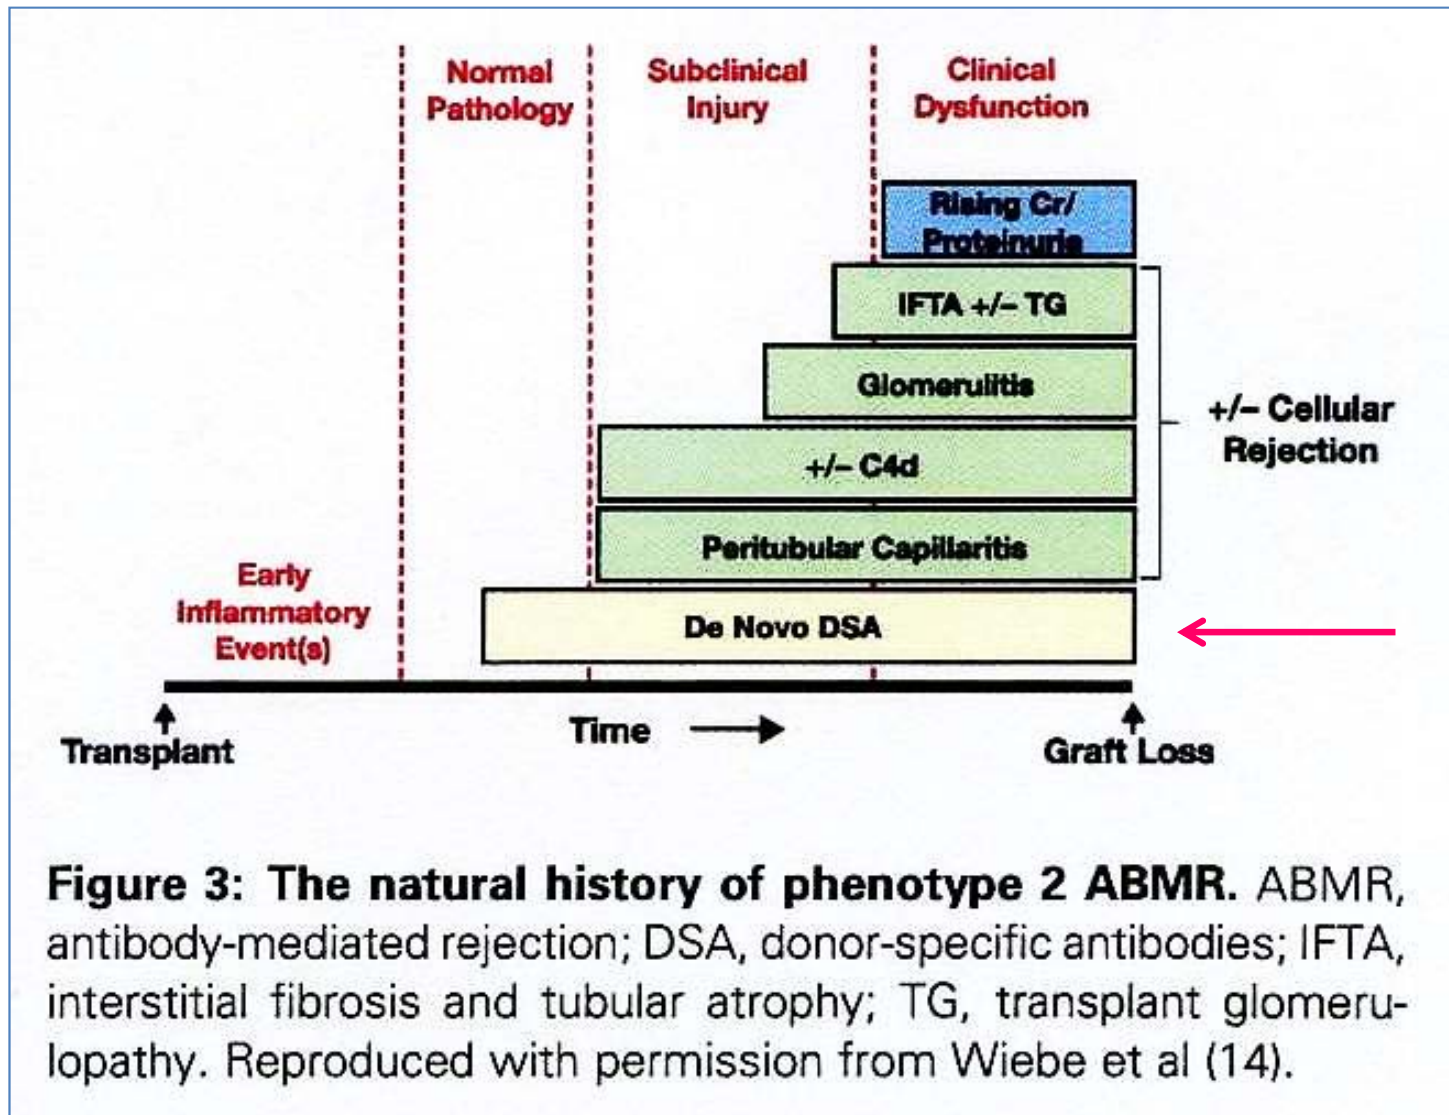 Normal
Pathology
Subclinical
Injury
Clinical
Dysfunction
Rising Cr/
Proteinuria
IFTA +/– TG
Glomerulitis
+/– C4d
Peritubular Capillaritis
+/– Cellular
Rejection
Early
Inflammatory
Event(s)
De Novo DSA
Time
Transplant
Graft Loss
Figure 3: The natural history of phenotype 2 ABMR. ABMR,
antibody-mediated rejection; DSA, donor-specific antibodies; IFTA,
interstitial fibrosis and tubular atrophy; TG, transplant glomeru-
lopathy. Reproduced with permission from Wiebe et al (14).